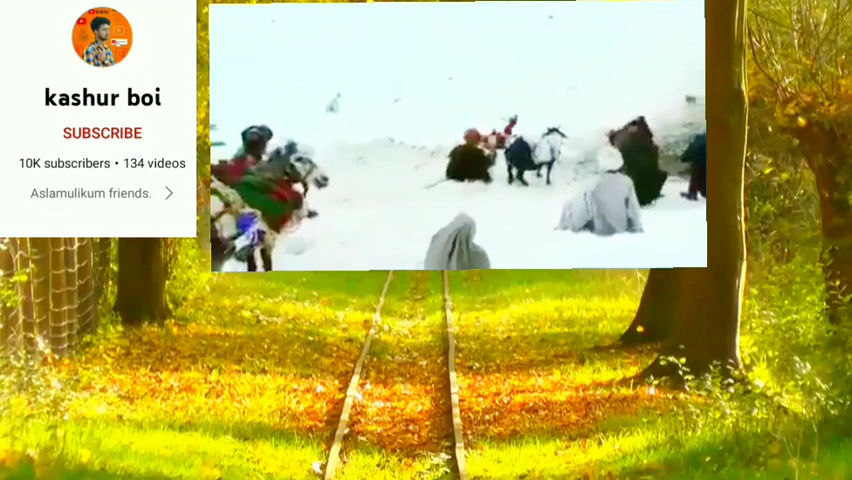 kashur boi
SUBSCRIBE
10K subscribers • 134 videos
Aslamulikum friends.